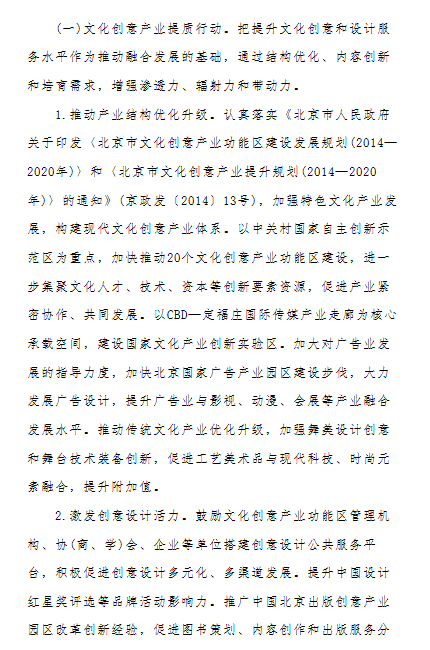 (一)文化创意产业提质行动。把提升文化创意和设计服
务水平作为推动融合发展的基础，通过结构优化、内容创新
和培育需求，增强渗透力、辐射力和带动力。
1.推动产业结构优化升级。认真落实《北京市人民政府
关于印发〈北京市文化创意产业功能区建设发展规划(2014—
2020年)〉和〈北京市文化创意产业提升规划(2014—2020
年)〉的通知》(京政发〔2014〕13号)，加强特色文化产业发
展，构建现代文化创意产业体系。以中关村国家自主创新示
范区为重点，加快推动20个文化创意产业功能区建设，进一
步集聚文化人才、技术、资本等创新要素资源，促进产业紧
密协作、共同发展。以CBD—定福庄国际传媒产业走廊为核心
承载空间，建设国家文化产业创新实验区。加大对广告业发
展的指导力度，加快北京国家广告产业园区建设步伐，大力
发展广告设计，提升广告业与影视、动漫、会展等产业融合
发展水平。推动传统文化产业优化升级，加强舞美设计创意
和舞台技术装备创新，促进工艺美术品与现代科技、时尚元
素融合，提升附加值。
2.激发创意设计活力。鼓励文化创意产业功能区管理机
构、协(商、学)会、企业等单位搭建创意设计公共服务平
台，积极促进创意设计多元化、多渠道发展。提升中国设计
红星奖评选等品牌活动影响力。推广中国北京出版创意产业
园区改革创新经验，促进图书策划、内容创作和出版服务分